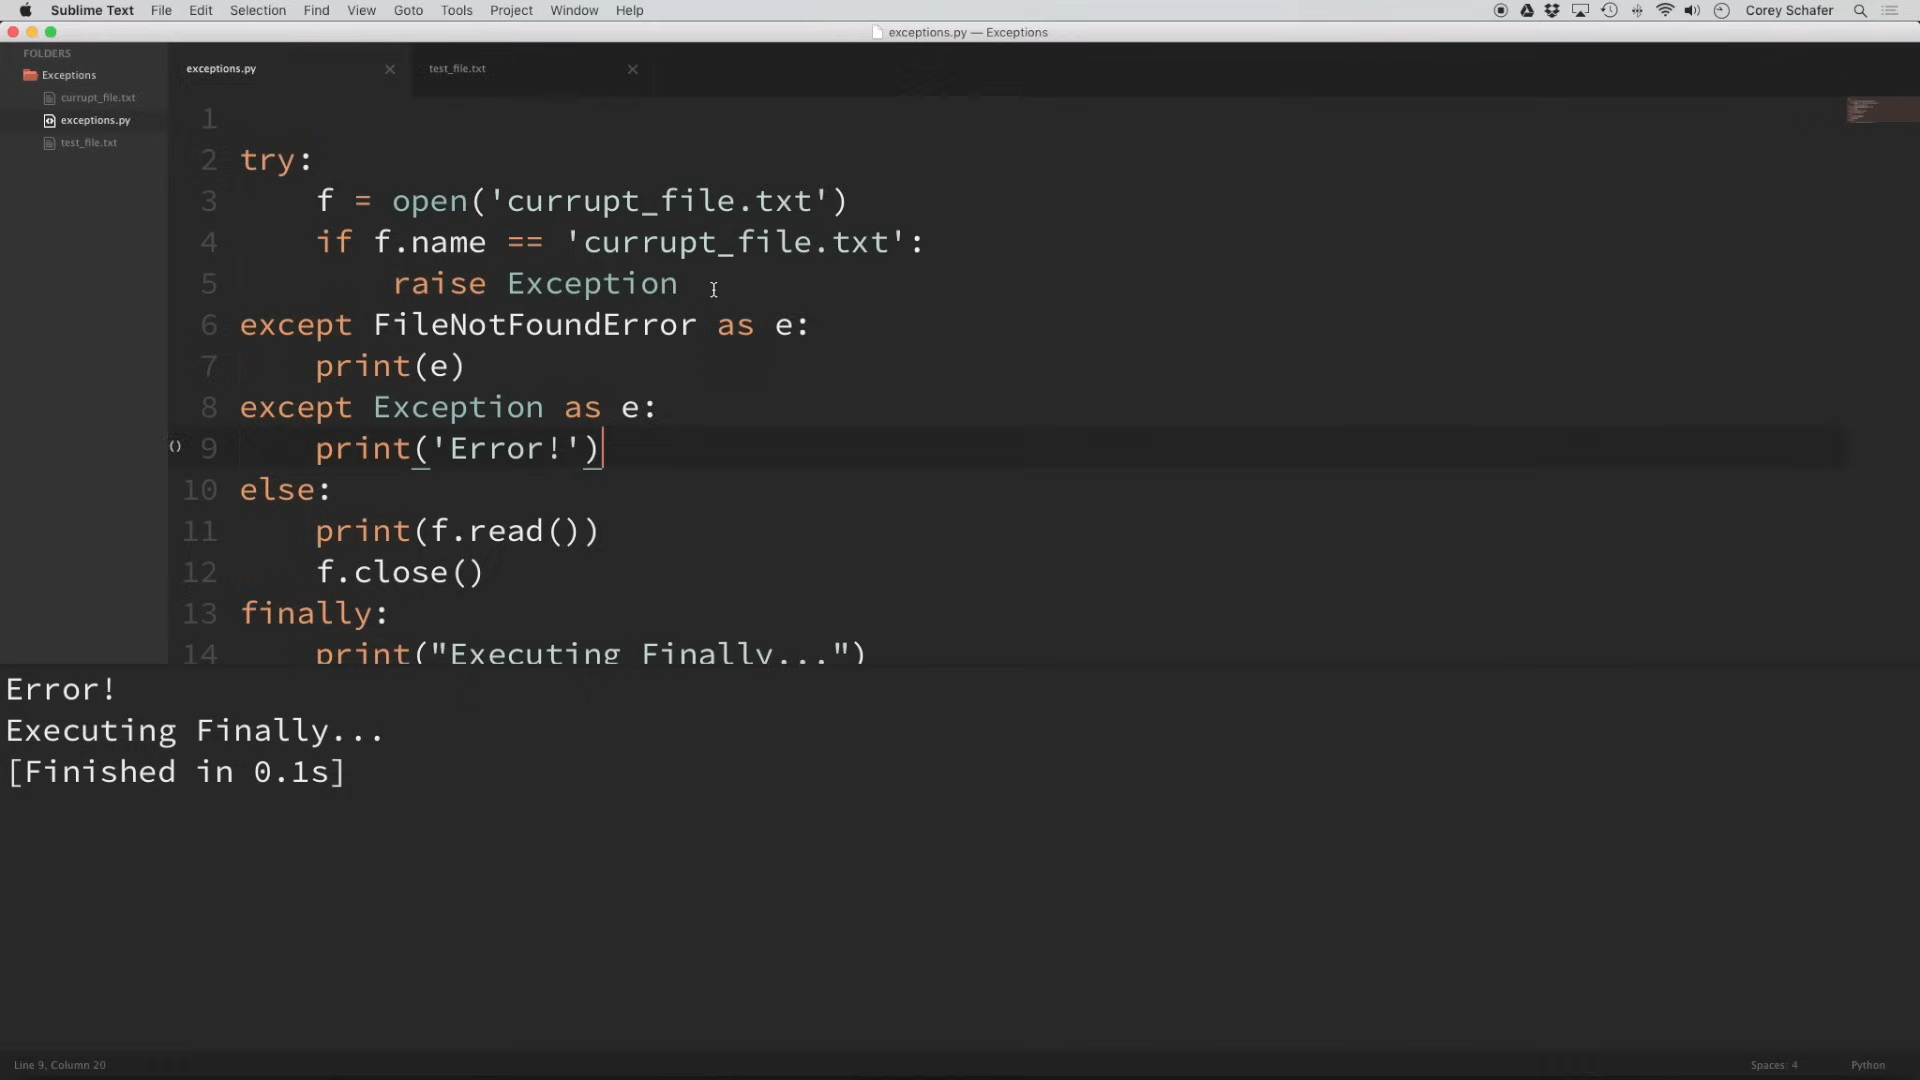 Sublime Text File Edit Selection Find View Goto Tools Project Window Help Corey Schafer
exceptions.py — Exceptions
FOLDERS
Exceptions
currupt_file.txt
exceptions.py
test_file.txt
exceptions.py test_file.txt
1
2 try:
3 f = open('currupt_file.txt')
4 if f.name == 'currupt_file.txt':
5 raise Exception
6 except FileNotFoundError as e:
7 print(e)
8 except Exception as e:
9 print('Error!')
10 else:
11 print(f.read())
12 f.close()
13 finally:
14 print("Executing Finally...")
Error!
Executing Finally...
[Finished in 0.1s]
Line 9, Column 20 Spaces: 4 Python